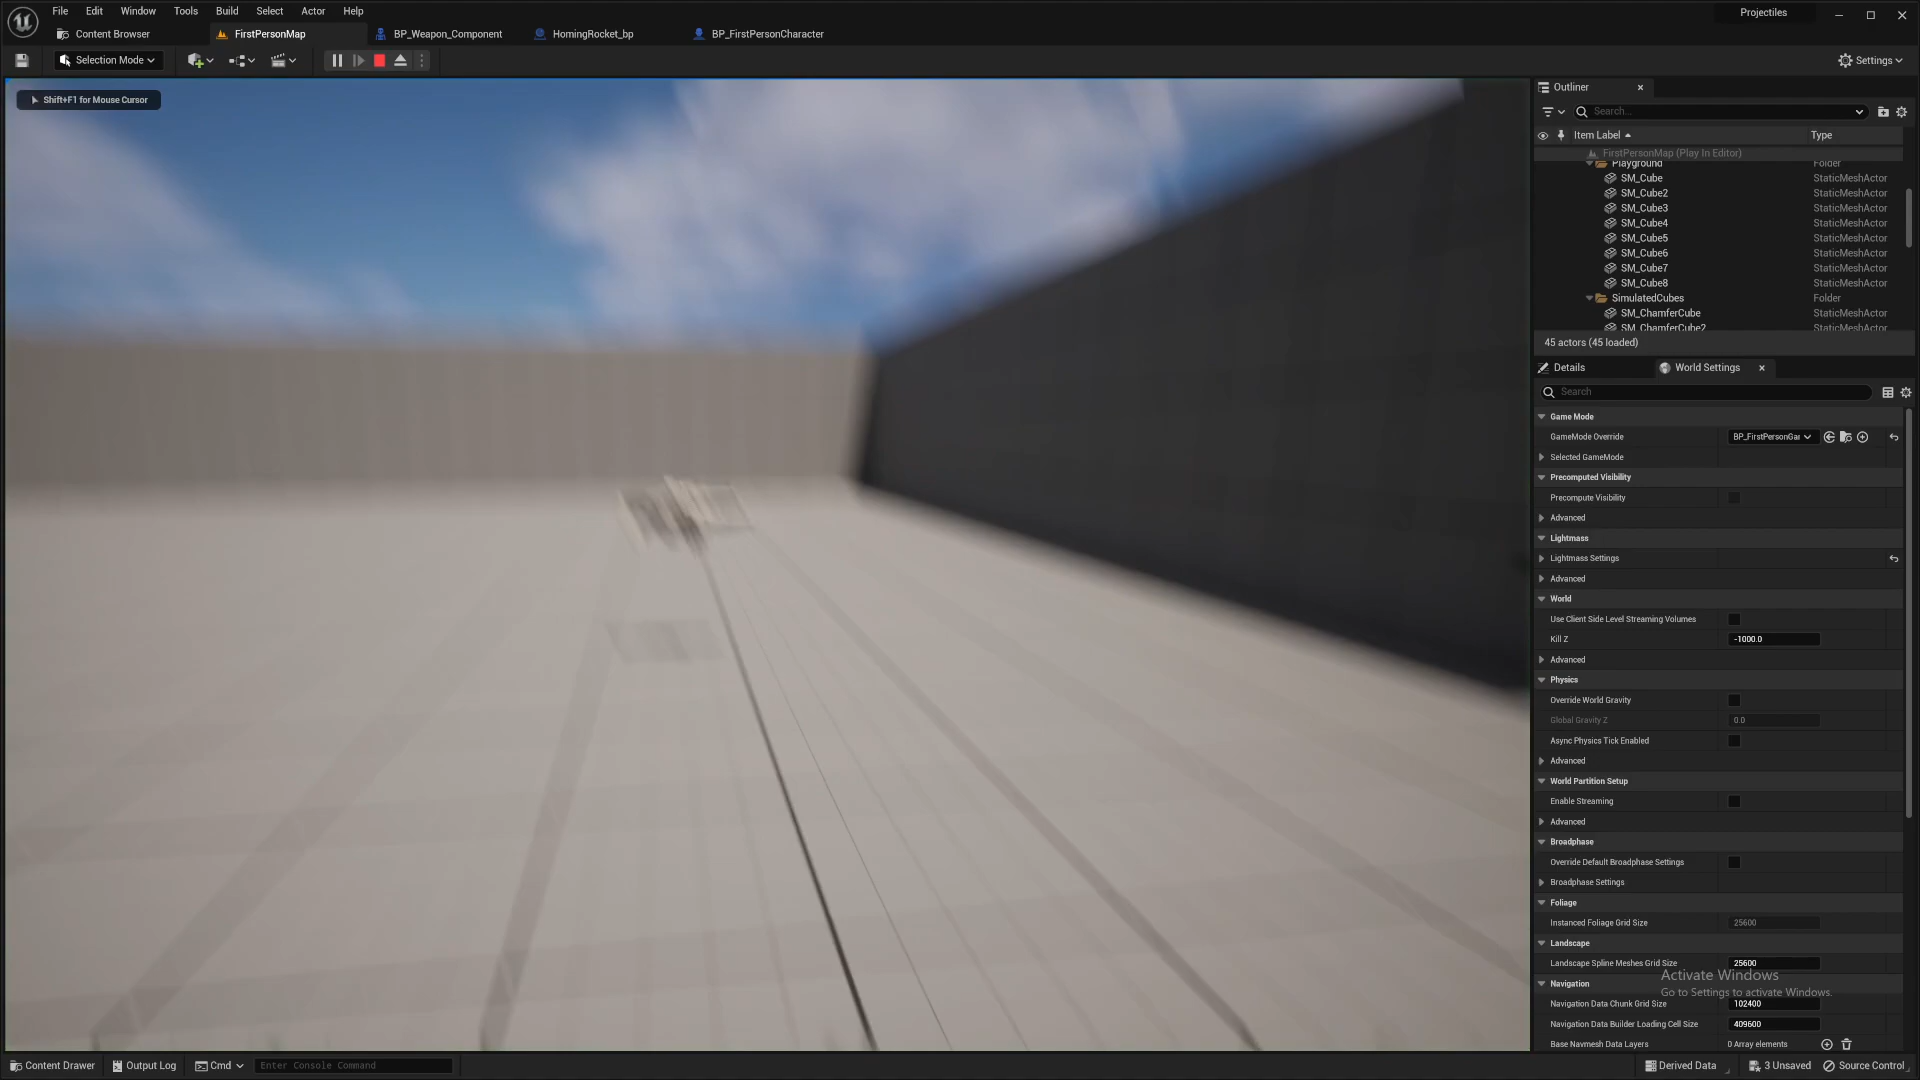 File Edit Window Tools Build Select Actor Help
Projectiles
Content Browser FirstPersonMap BP_Weapon_Component HomingRocket_bp BP_FirstPersonCharacter
Selection Mode Settings
Shift+F1 for Mouse Cursor
Outliner
Search...
Item Label Type
FirstPersonMap (Play In Editor)
Playground Folder
SM_Cube StaticMeshActor
SM_Cube2 StaticMeshActor
SM_Cube3 StaticMeshActor
SM_Cube4 StaticMeshActor
SM_Cube5 StaticMeshActor
SM_Cube6 StaticMeshActor
SM_Cube7 StaticMeshActor
SM_Cube8 StaticMeshActor
SimulatedCubes Folder
SM_ChamferCube StaticMeshActor
SM_ChamferCube2 StaticMeshActor
45 actors (45 loaded)
Details World Settings
Search
Game Mode
GameMode Override BP_FirstPersonGa
Selected GameMode
Precomputed Visibility
Precompute Visibility
Advanced
Lightmass
Lightmass Settings
Advanced
World
Use Client Side Level Streaming Volumes
Kill Z -1000.0
Advanced
Physics
Override World Gravity
Global Gravity Z 0.0
Async Physics Tick Enabled
Advanced
World Partition Setup
Enable Streaming
Advanced
Broadphase
Override Default Broadphase Settings
Broadphase Settings
Foliage
Instanced Foliage Grid Size 25600
Landscape
Landscape Spline Meshes Grid Size 25600
Activate Windows
Navigation
Go to Settings to activate Windows.
Navigation Data Chunk Grid Size 102400
Navigation Data Builder Loading Cell Size 409600
Base Navmesh Data Layers 0 Array elements
Content Drawer Output Log Cmd Enter Console Command Derived Data 3 Unsaved Source Control